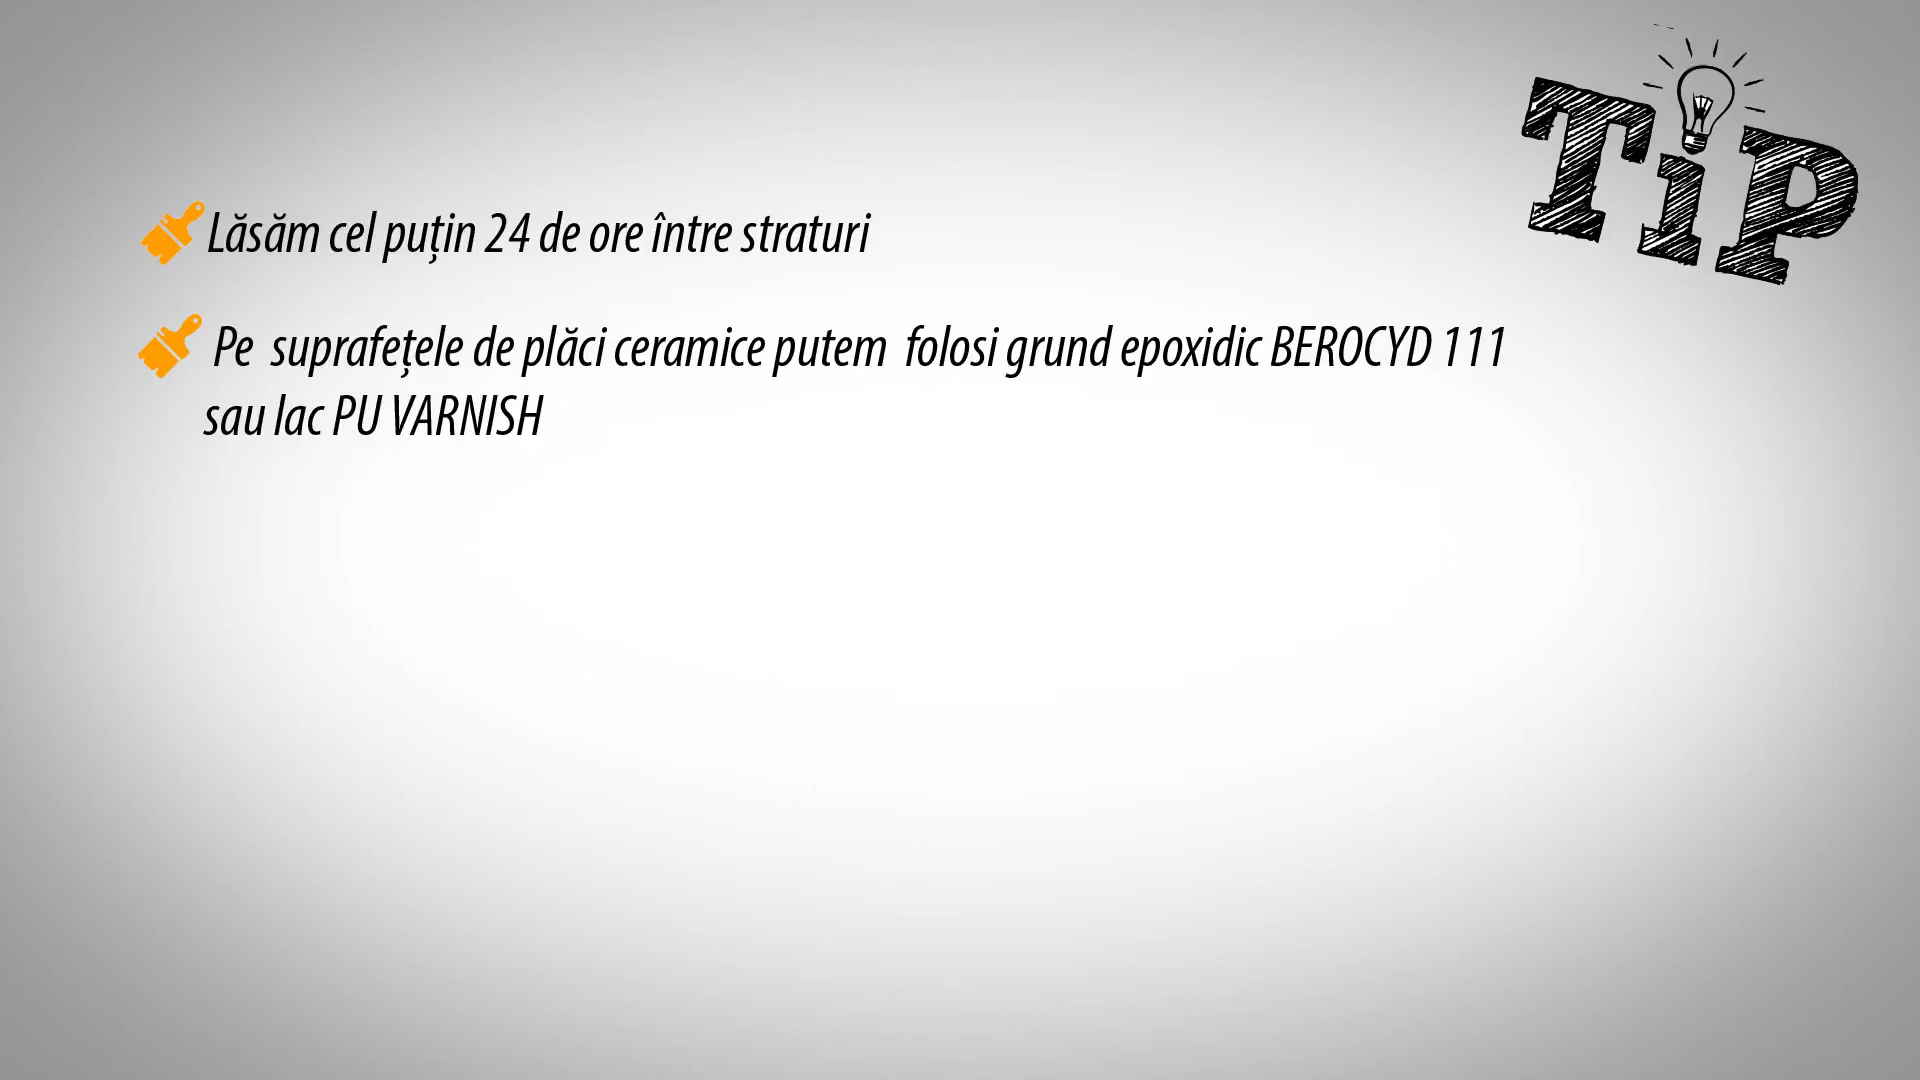 TiP
Lăsăm cel puțin 24 de ore între straturi
Pe suprafețele de plăci ceramice putem folosi grund epoxidic BEROCYD 111
sau lac PU VARNISH